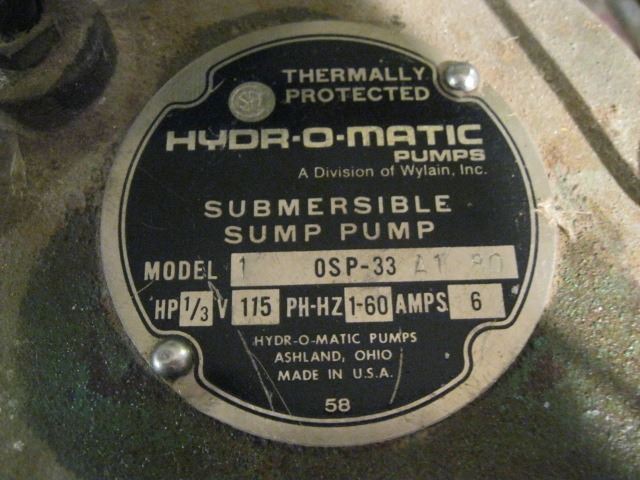 THERMALLY
PROTECTED
HYDR-O-MATIC
PUMPS
A Division of Wylain, Inc.
SUBMERSIBLE
SUMP PUMP
MODEL 1 OSP-33 A1
HP 1/3 V 115 PH-HZ 1-60 AMPS 6
HYDR-O-MATIC PUMPS
ASHLAND, OHIO
MADE IN U.S.A.
58